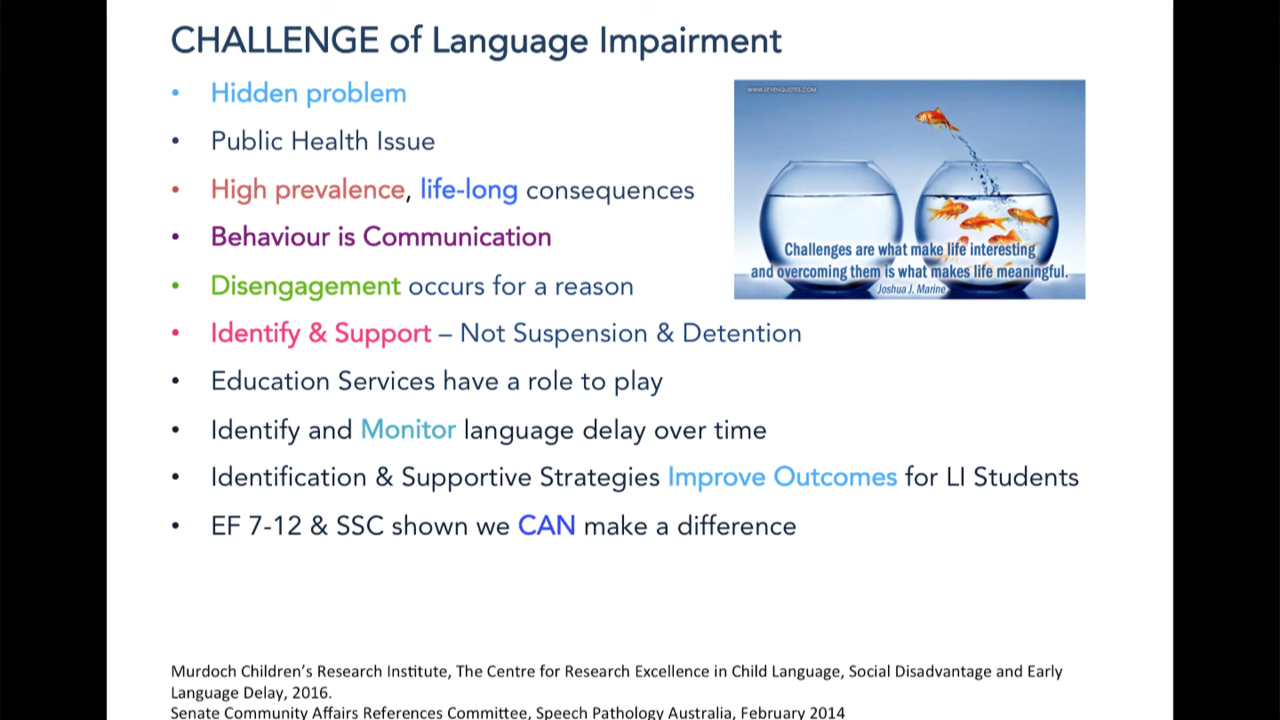 CHALLENGE of Language Impairment
• Hidden problem
• Public Health Issue
• High prevalence, life-long consequences
• Behaviour is Communication
• Disengagement occurs for a reason
• Identify & Support – Not Suspension & Detention
• Education Services have a role to play
• Identify and Monitor language delay over time
• Identification & Supportive Strategies Improve Outcomes for LI Students
• EF 7-12 & SSC shown we CAN make a difference
WWW.SEVENQUOTES.COM
Challenges are what make life interesting
and overcoming them is what makes life meaningful.
Joshua J. Marine
Murdoch Children’s Research Institute, The Centre for Research Excellence in Child Language, Social Disadvantage and Early
Language Delay, 2016.
Senate Community Affairs References Committee, Speech Pathology Australia, February 2014